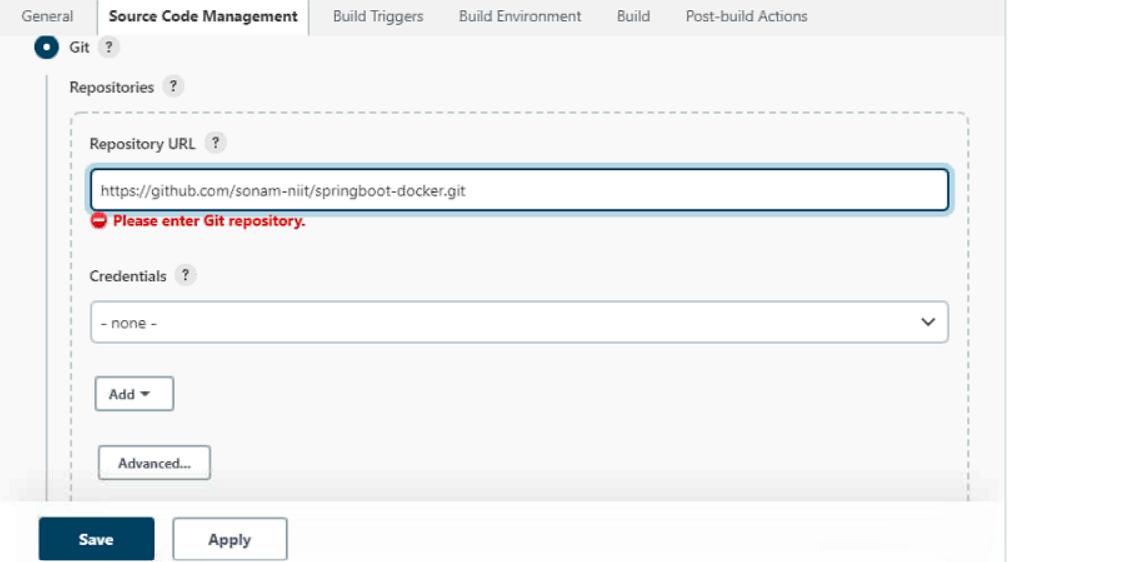 General Source Code Management Build Triggers Build Environment Build Post-build Actions
Git ?
Repositories ?
Repository URL ?
https://github.com/sonam-niit/springboot-docker.git
Please enter Git repository.
Credentials ?
- none -
Add
Advanced...
Save Apply